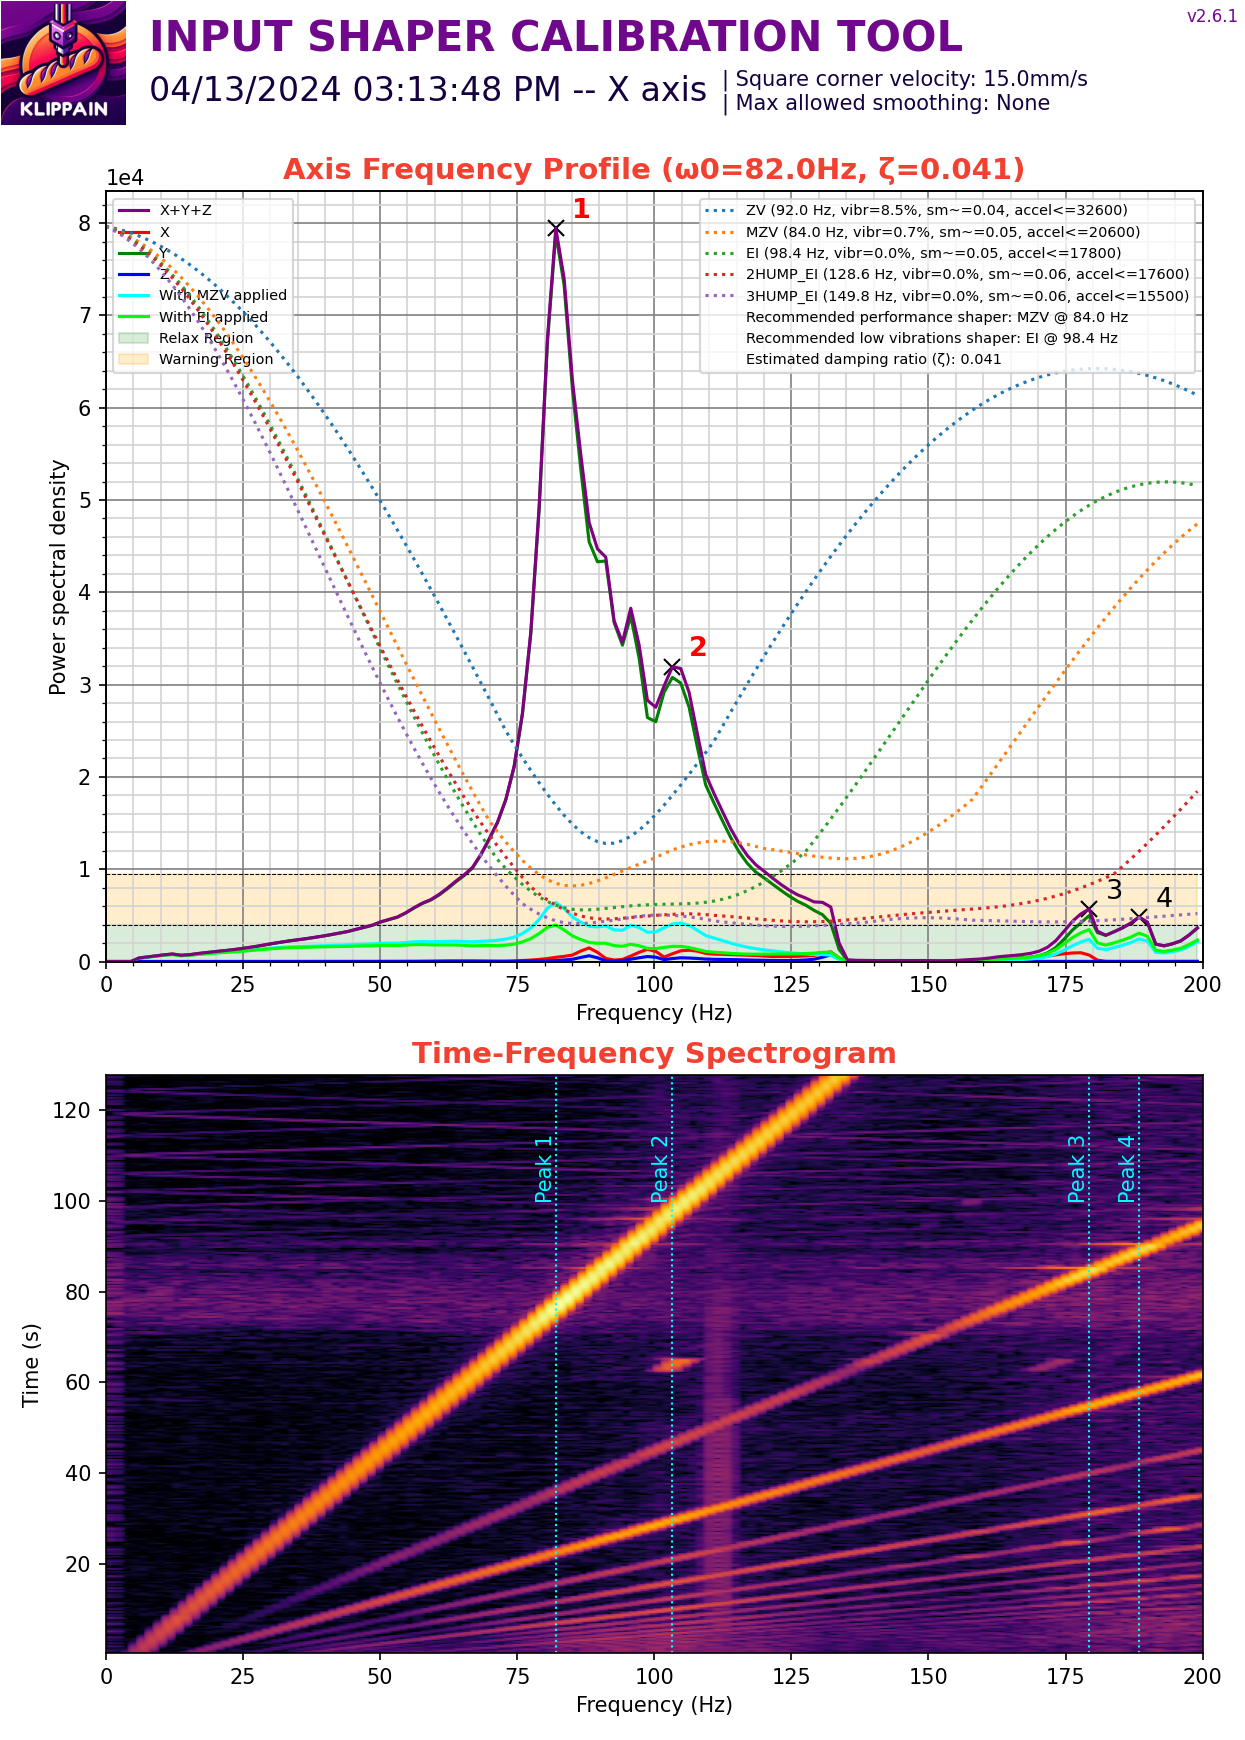 INPUT SHAPER CALIBRATION TOOL
v2.6.1
04/13/2024 03:13:48 PM -- X axis
| Square corner velocity: 15.0mm/s
| Max allowed smoothing: None
KLIPPAIN
Axis Frequency Profile (ω0=82.0Hz, ζ=0.041)
1e4
X+Y+Z
X
Y
Z
With MZV applied
With EI applied
Relax Region
Warning Region
ZV (92.0 Hz, vibr=8.5%, sm~=0.04, accel<=32600)
MZV (84.0 Hz, vibr=0.7%, sm~=0.05, accel<=20600)
EI (98.4 Hz, vibr=0.0%, sm~=0.05, accel<=17800)
2HUMP_EI (128.6 Hz, vibr=0.0%, sm~=0.06, accel<=17600)
3HUMP_EI (149.8 Hz, vibr=0.0%, sm~=0.06, accel<=15500)
Recommended performance shaper: MZV @ 84.0 Hz
Recommended low vibrations shaper: EI @ 98.4 Hz
Estimated damping ratio (ζ): 0.041
1
2
3
4
Power spectral density
8
7
6
5
4
3
2
1
0
0 25 50 75 100 125 150 175 200
Frequency (Hz)
Time-Frequency Spectrogram
Peak 1
Peak 2
Peak 3
Peak 4
Time (s)
120
100
80
60
40
20
0 25 50 75 100 125 150 175 200
Frequency (Hz)